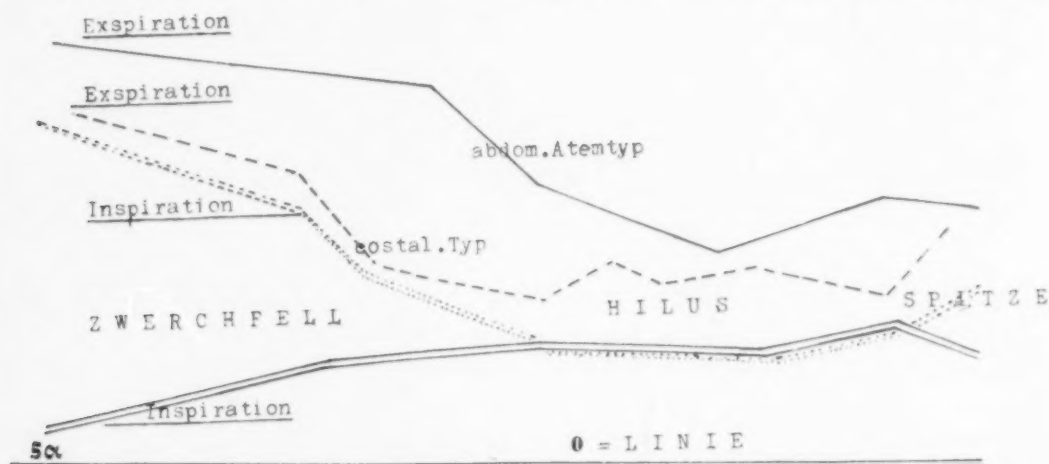 Exspiration
Exspiration
abdom.Atemtyp
Inspiration
costal.Typ
HILUS
SPITZE
ZWERCHFELL
Inspiration
0=LINIE
5α